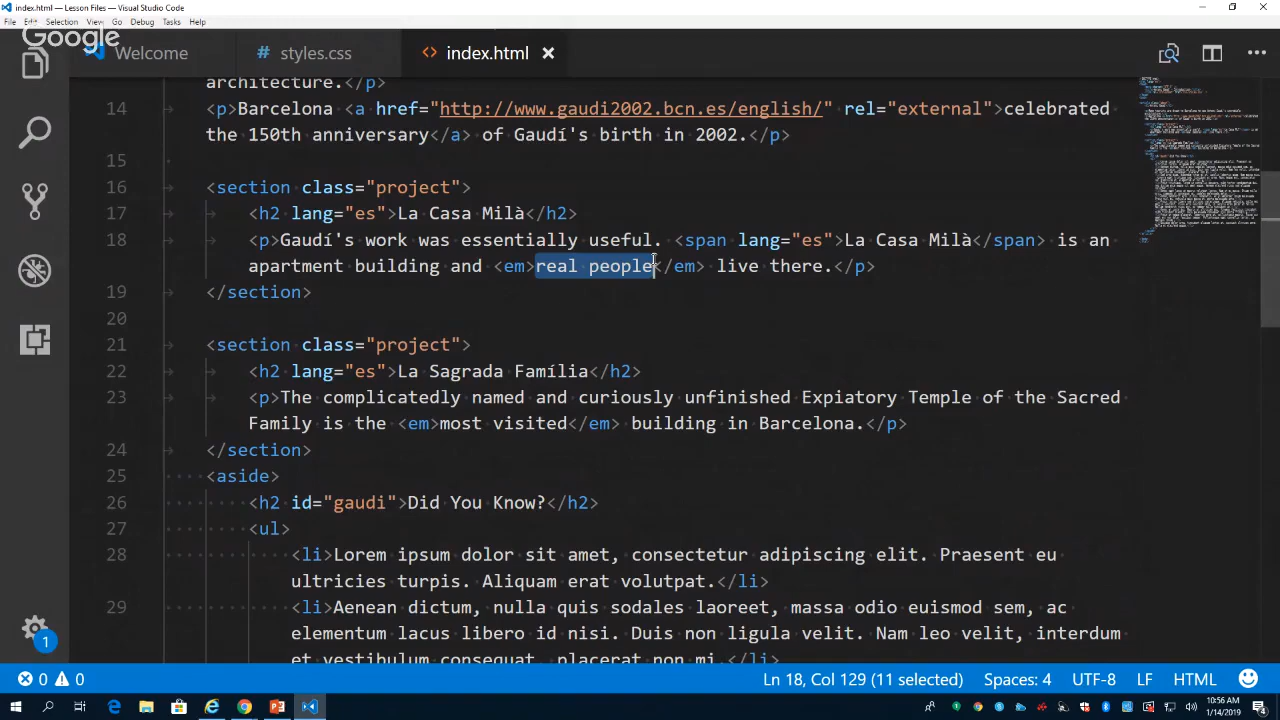 index.html — Lesson Files — Visual Studio Code
File Edit Selection View Go Debug Tasks Help
Google
Welcome
# styles.css
<> index.html ×
architecture.</p>
14 <p>Barcelona <a href="http://www.gaudi2002.bcn.es/english/" rel="external">celebrated
the 150th anniversary</a> of Gaudí's birth in 2002.</p>
15
16 <section class="project">
17 <h2 lang="es">La Casa Milà</h2>
18 <p>Gaudí's work was essentially useful. <span lang="es">La Casa Milà</span> is an
apartment building and <em>real people</em> live there.</p>
19 </section>
20
21 <section class="project">
22 <h2 lang="es">La Sagrada Família</h2>
23 <p>The complicatedly named and curiously unfinished Expiatory Temple of the Sacred
Family is the <em>most visited</em> building in Barcelona.</p>
24 </section>
25 <aside>
26 <h2 id="gaudi">Did You Know?</h2>
27 <ul>
28 <li>Lorem ipsum dolor sit amet, consectetur adipiscing elit. Praesent eu
ultricies turpis. Aliquam erat volutpat.</li>
29 <li>Aenean dictum, nulla quis sodales laoreet, massa odio euismod sem, ac
elementum lacus libero id nisi. Duis non ligula velit. Nam leo velit, interdum
et vestibulum consequat, placerat non mi.</li>
1
0 0
Ln 18, Col 129 (11 selected) Spaces: 4 UTF-8 LF HTML
10:56 AM
1/14/2019
4